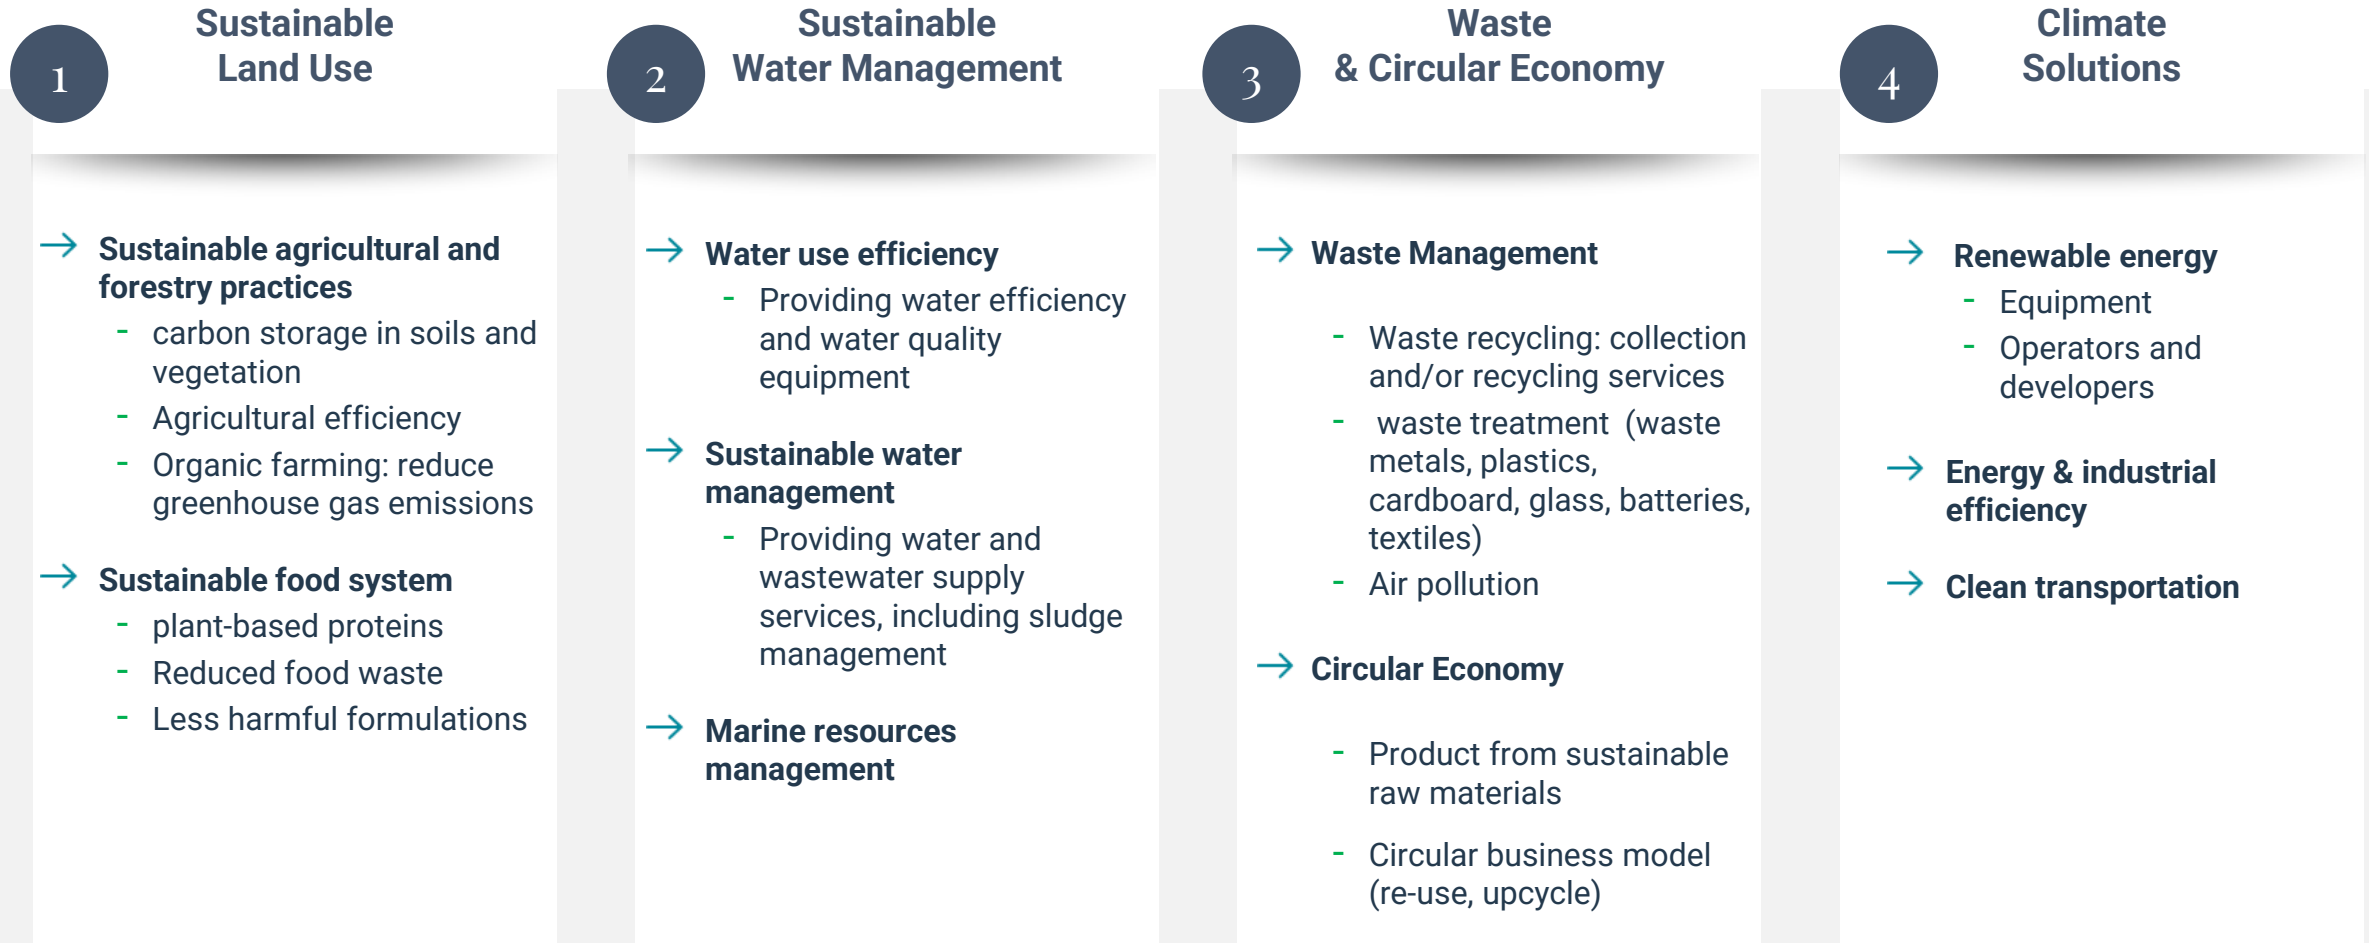 1
Sustainable
Land Use
→ Sustainable agricultural and
forestry practices
- carbon storage in soils and
vegetation
- Agricultural efficiency
- Organic farming: reduce
greenhouse gas emissions
→ Sustainable food system
- plant-based proteins
- Reduced food waste
- Less harmful formulations
2
Sustainable
Water Management
→ Water use efficiency
- Providing water efficiency
and water quality
equipment
→ Sustainable water
management
- Providing water and
wastewater supply
services, including sludge
management
→ Marine resources
management
3
Waste
& Circular Economy
→ Waste Management
- Waste recycling: collection
and/or recycling services
- waste treatment (waste
metals, plastics,
cardboard, glass, batteries,
textiles)
- Air pollution
→ Circular Economy
- Product from sustainable
raw materials
- Circular business model
(re-use, upcycle)
4
Climate
Solutions
→ Renewable energy
- Equipment
- Operators and
developers
→ Energy & industrial
efficiency
→ Clean transportation